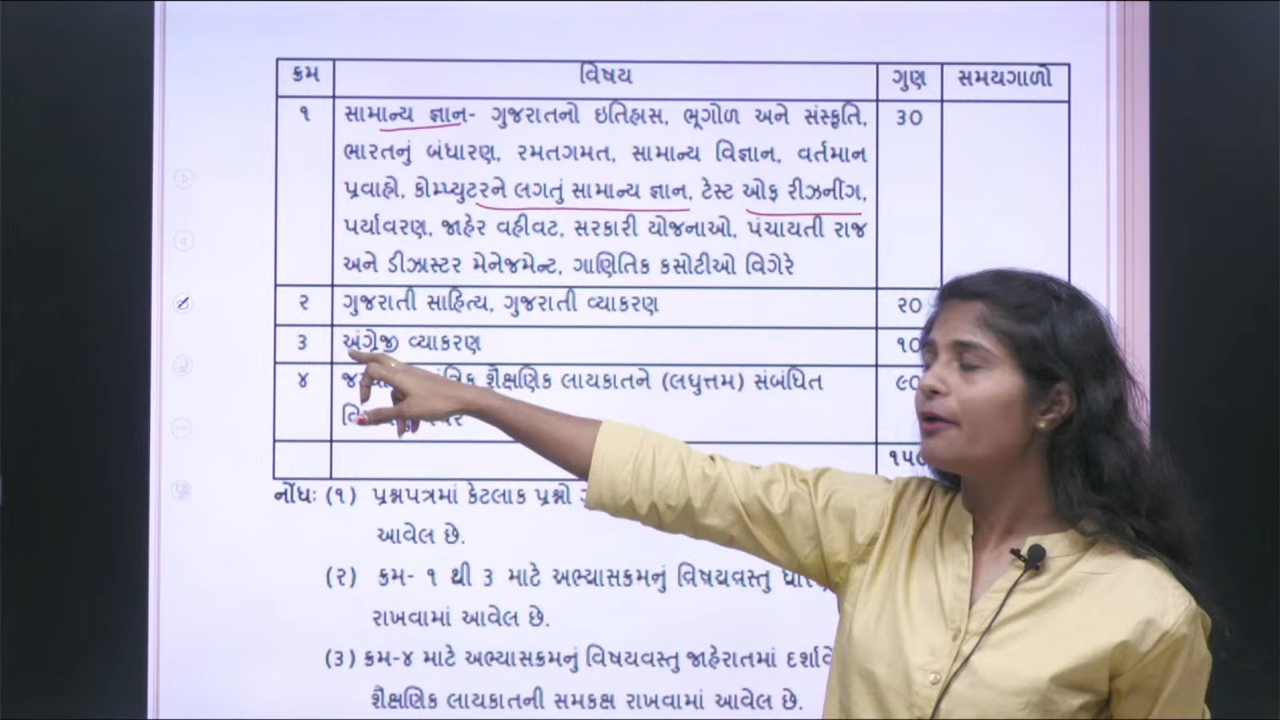 ક્રમ વિષય ગુણ સમયગાળો
૧ સામાન્ય જ્ઞાન- ગુજરાતનો ઇતિહાસ, ભૂગોળ અને સંસ્કૃતિ, ૩૦
ભારતનું બંધારણ, રમતગમત, સામાન્ય વિજ્ઞાન, વર્તમાન
પ્રવાહો, કોમ્પ્યુટરને લગતું સામાન્ય જ્ઞાન, ટેસ્ટ ઓફ રીઝનીંગ,
પર્યાવરણ, જાહેર વહીવટ, સરકારી યોજનાઓ, પંચાયતી રાજ
અને ડીઝાસ્ટર મેનેજમેન્ટ, ગાણિતિક કસોટીઓ વિગેરે
૨ ગુજરાતી સાહિત્ય, ગુજરાતી વ્યાકરણ ૨૦
૩ અંગ્રેજી વ્યાકરણ ૧૦
૪ શૈક્ષણિક લાયકાતને (લઘુત્તમ) સંબંધિત
નોંધઃ (૧) પ્રશ્નપત્રમાં કેટલાક પ્રશ્નો
આવેલ છે.
(૨) ક્રમ- ૧ થી ૩ માટે અભ્યાસક્રમનું વિષયવસ્તુ
રાખવામાં આવેલ છે.
(૩) ક્રમ-૪ માટે અભ્યાસક્રમનું વિષયવસ્તુ જાહેરાતમાં
શૈક્ષણિક લાયકાતની સમકક્ષ રાખવામાં આવેલ છે.